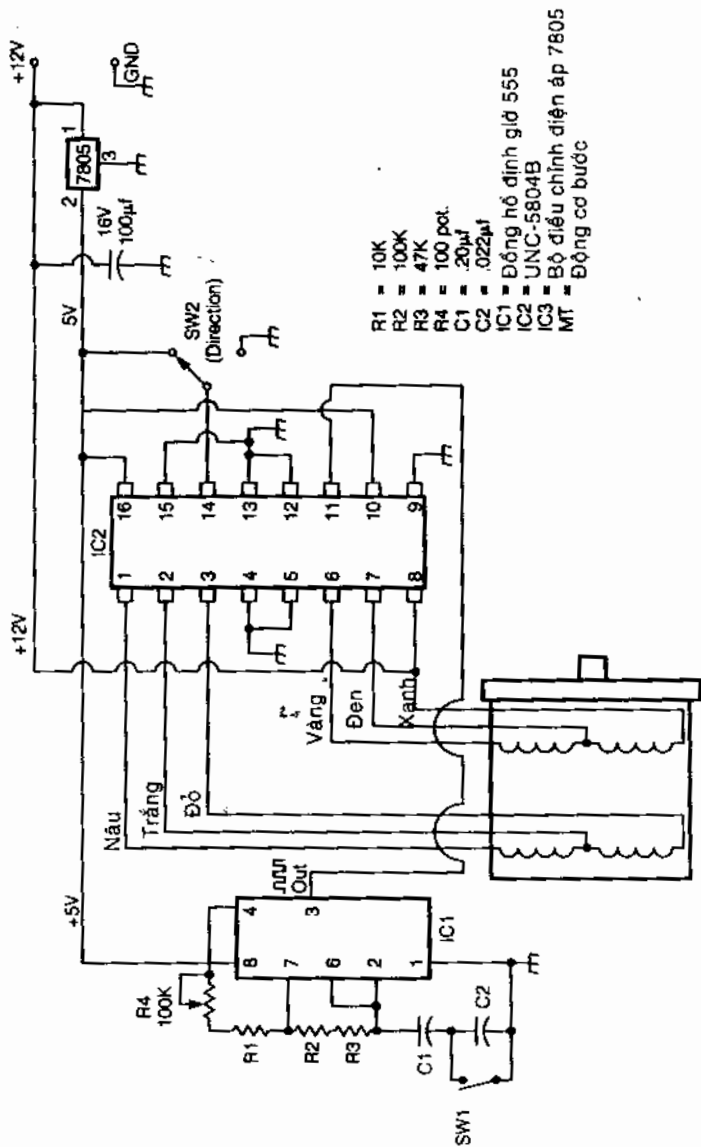 +12V
+12V
GND
1
7805
2
3
16V
100µf
5V
SW2
(Direction)
+5V
IC2
1
2
3
4
5
6
7
8
16
15
14
13
12
11
10
9
Nâu
Trắng
Đỏ
Vàng
Đen
Xanh
R4
100K
R1
R2
R3
C1
C2
SW1
8
4
7
6
2
1
3
Out
IC1
R1 = 10K
R2 = 100K
R3 = 47K
R4 = 100 pot.
C1 = .20µf
C2 = .022µf
IC1 = Đồng hồ định giờ 555
IC2 = UNC-5804B
IC3 = Bộ điều chỉnh điện áp 7805
MT = Động cơ bước